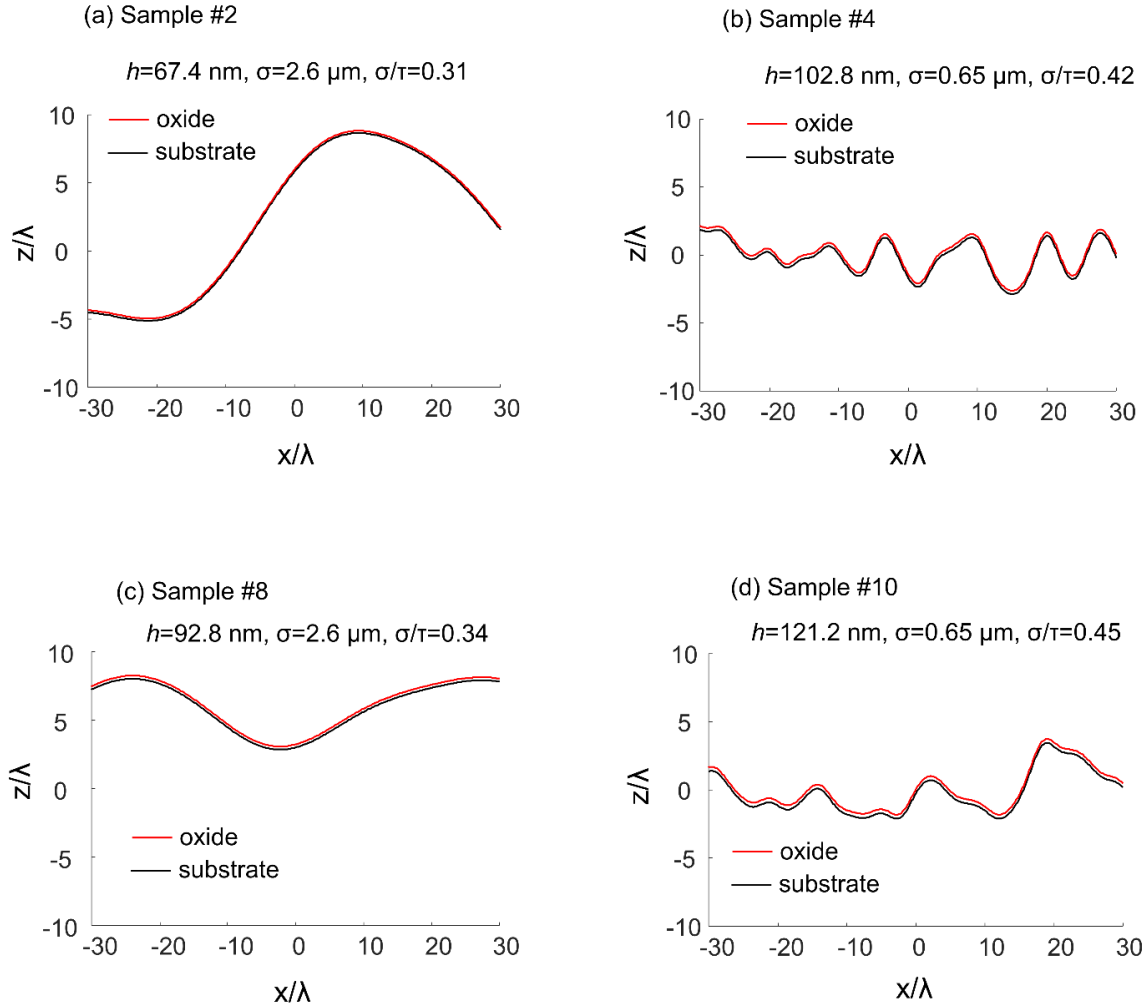 (a) Sample #2
h=67.4 nm, σ=2.6 μm, σ/τ=0.31
10
oxide
substrate
5
z/λ
0
-5
-10
-30 -20 -10 0 10 20 30
x/λ
(b) Sample #4
h=102.8 nm, σ=0.65 μm, σ/τ=0.42
10
oxide
substrate
5
z/λ
0
-5
-10
-30 -20 -10 0 10 20 30
x/λ
(c) Sample #8
h=92.8 nm, σ=2.6 μm, σ/τ=0.34
10
5
z/λ
0
oxide
-5
substrate
-10
-30 -20 -10 0 10 20 30
x/λ
(d) Sample #10
h=121.2 nm, σ=0.65 μm, σ/τ=0.45
10
5
z/λ
0
oxide
-5
substrate
-10
-30 -20 -10 0 10 20 30
x/λ